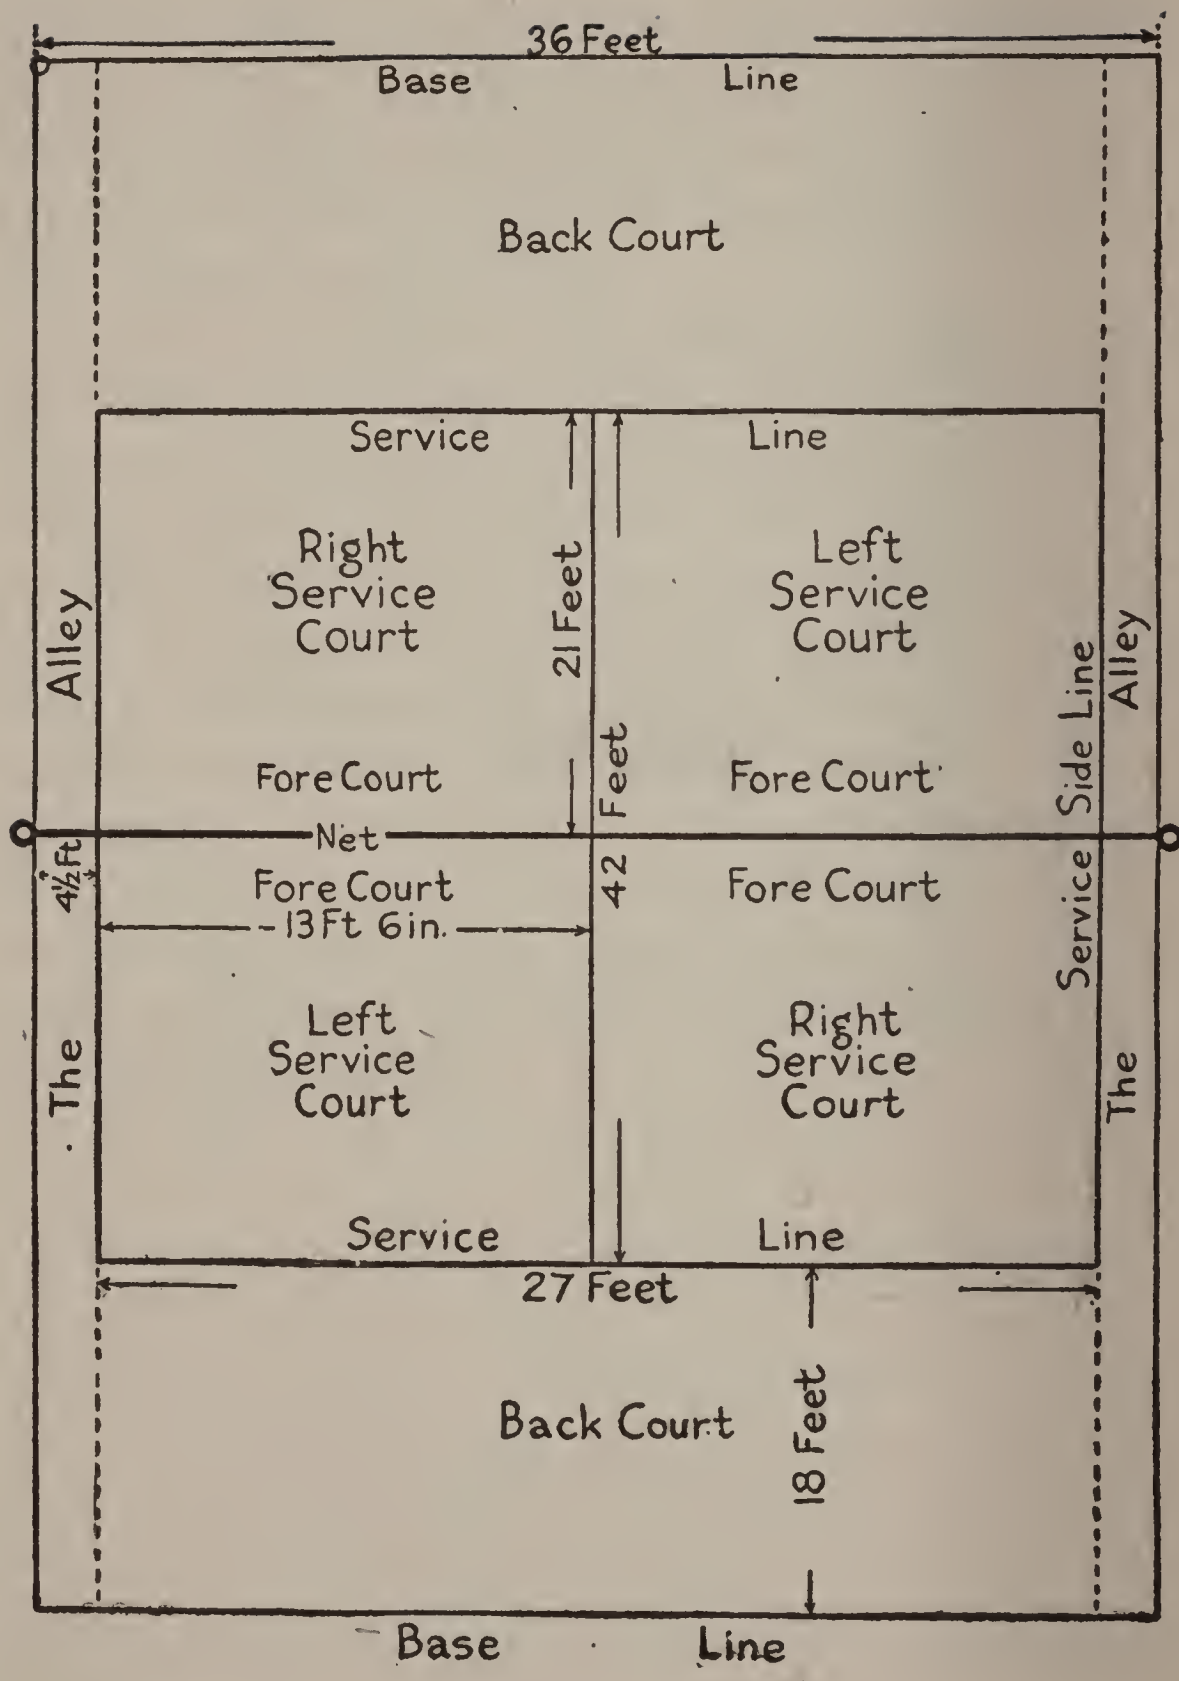 36 Feet
Base Line
Back Court
Service Line
Right
Service
Court
Left
Service
Court
21 Feet
Alley
Alley
Side Line
Feet
Fore Court
Fore Court
Net
4½ Ft
Fore Court
42
Fore Court
Service
13 Ft 6 in.
Left
Service
Court
Right
Service
Court
The
The
Service Line
27 Feet
Back Court
18 Feet
Base Line